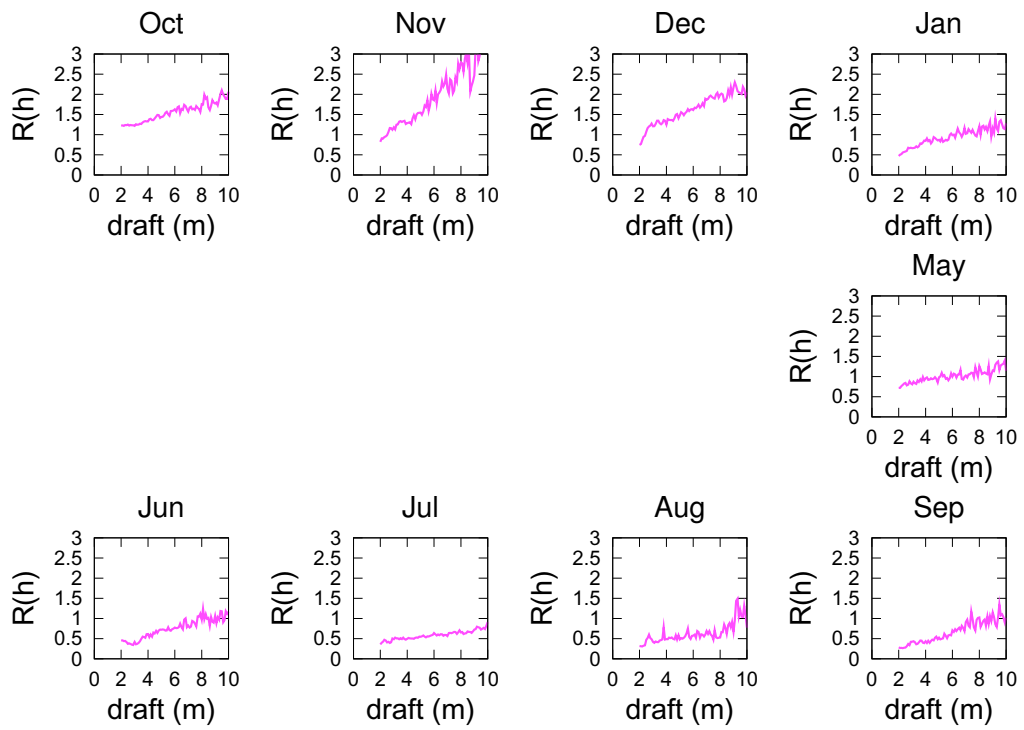 Oct Nov Dec Jan
3 3 3 3
2.5 2.5 2.5 2.5
2 2 2 2
1.5 1.5 1.5 1.5
1 1 1 1
0.5 0.5 0.5 0.5
0 0 0 0
R(h) R(h) R(h) R(h)
0 2 4 6 8 10 0 2 4 6 8 10 0 2 4 6 8 10 0 2 4 6 8 10
draft (m) draft (m) draft (m) draft (m)
May
3
2.5
2
1.5
1
0.5
0
R(h)
0 2 4 6 8 10
draft (m)
Jun Jul Aug Sep
3 3 3 3
2.5 2.5 2.5 2.5
2 2 2 2
1.5 1.5 1.5 1.5
1 1 1 1
0.5 0.5 0.5 0.5
0 0 0 0
R(h) R(h) R(h) R(h)
0 2 4 6 8 10 0 2 4 6 8 10 0 2 4 6 8 10 0 2 4 6 8 10
draft (m) draft (m) draft (m) draft (m)